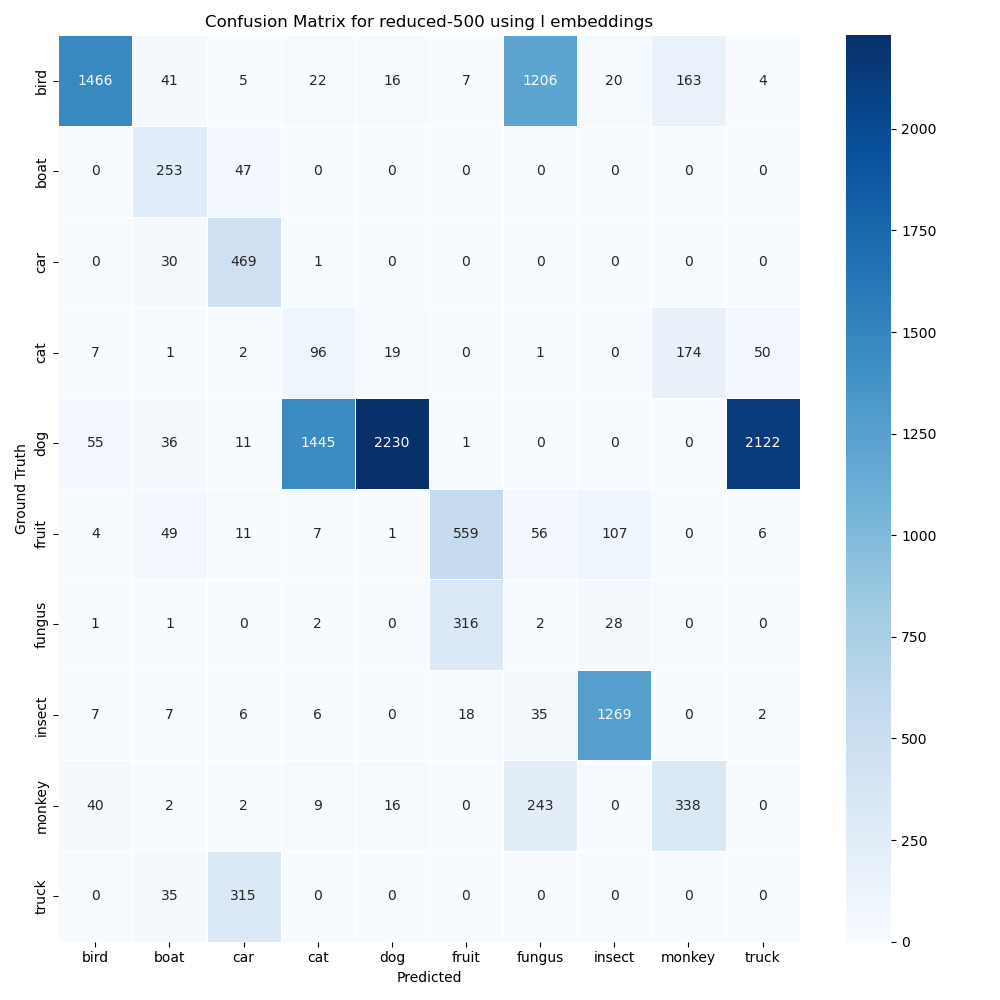 Confusion Matrix for reduced-500 using l embeddings
bird 1466 41 5 22 16 7 1206 20 163 4
boat 0 253 47 0 0 0 0 0 0 0
car 0 30 469 1 0 0 0 0 0 0
cat 7 1 2 96 19 0 1 0 174 50
dog 55 36 11 1445 2230 1 0 0 0 2122
fruit 4 49 11 7 1 559 56 107 0 6
fungus 1 1 0 2 0 316 2 28 0 0
insect 7 7 6 6 0 18 35 1269 0 2
monkey 40 2 2 9 16 0 243 0 338 0
truck 0 35 315 0 0 0 0 0 0 0
bird boat car cat dog fruit fungus insect monkey truck
Predicted
Ground Truth
2000
1750
1500
1250
1000
750
500
250
0